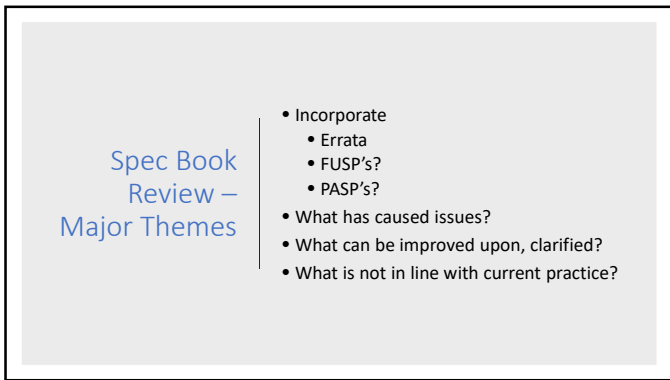 Spec Book
Review –
Major Themes
• Incorporate
• Errata
• FUSP's?
• PASP's?
• What has caused issues?
• What can be improved upon, clarified?
• What is not in line with current practice?